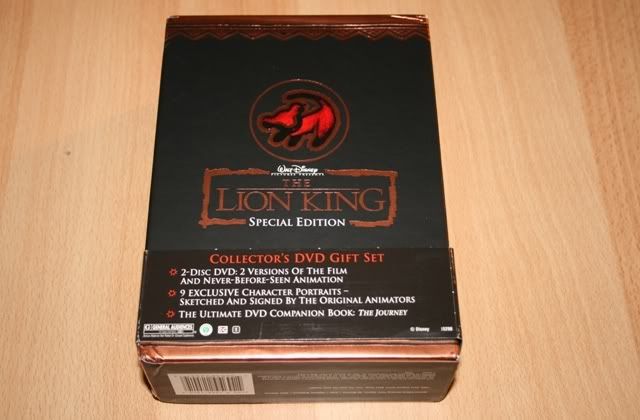 Walt Disney
THE
LION KING
SPECIAL EDITION
COLLECTOR'S DVD GIFT SET
2-DISC DVD: 2 VERSIONS OF THE FILM
AND NEVER-BEFORE-SEEN ANIMATION
9 EXCLUSIVE CHARACTER PORTRAITS –
SKETCHED AND SIGNED BY THE ORIGINAL ANIMATORS
THE ULTIMATE DVD COMPANION BOOK: THE JOURNEY
G GENERAL AUDIENCES
© Disney